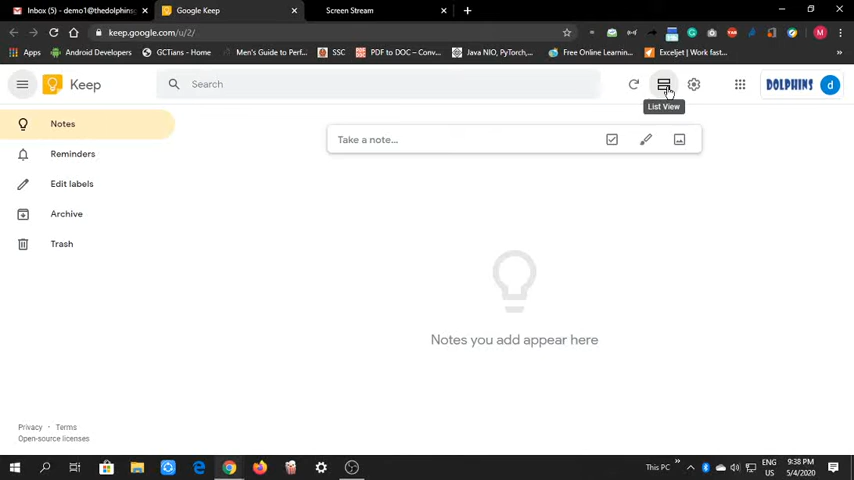 Inbox (5) - demo1@thedolphins
Google Keep
Screen Stream
keep.google.com/u/2/
Apps
Android Developers
GCTians - Home
Men's Guide to Perf...
SSC
PDF to DOC – Conv...
Java NIO, PyTorch,...
Free Online Learnin...
Exceljet | Work fast...
Keep
Search
DOLPHINS
d
List View
Notes
Take a note...
Reminders
Edit labels
Archive
Trash
Notes you add appear here
Privacy · Terms
Open-source licenses
This PC
ENG
US
9:38 PM
5/4/2020